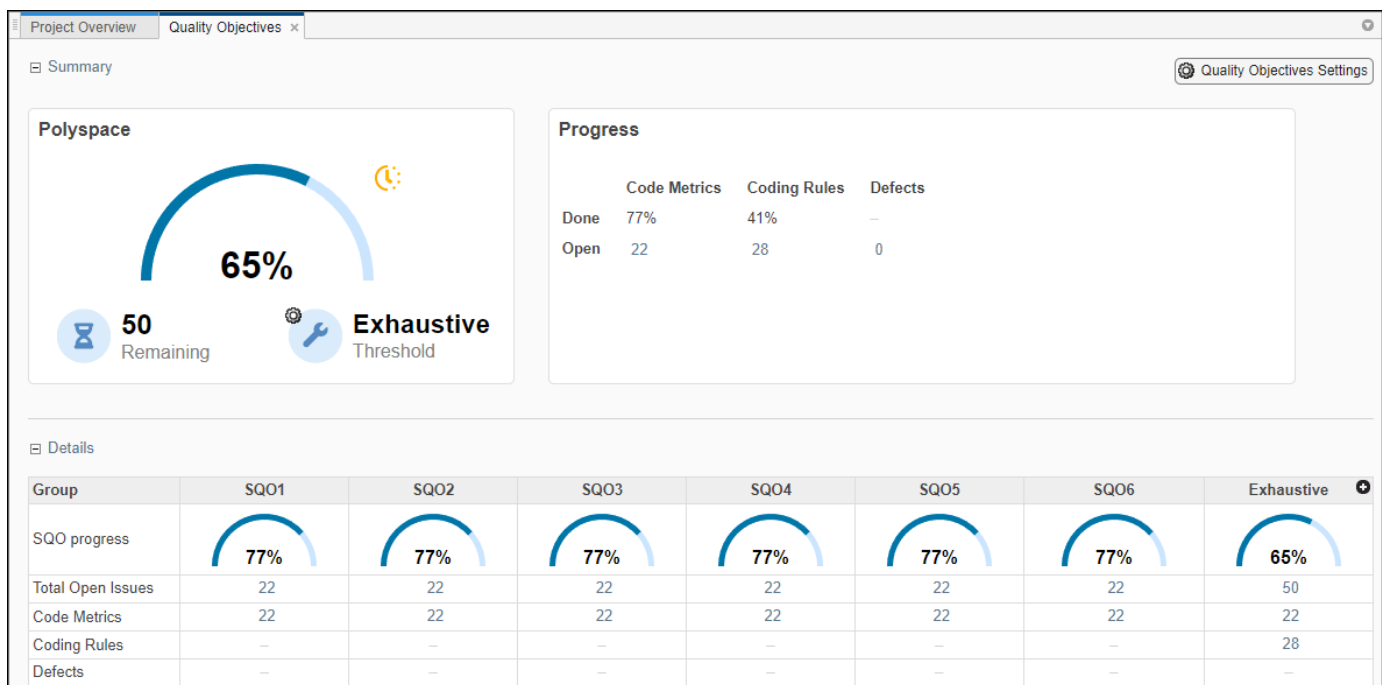 Project Overview Quality Objectives ×
Summary
Quality Objectives Settings
Polyspace
65%
50
Remaining
Exhaustive
Threshold
Progress
Code Metrics Coding Rules Defects
Done 77% 41% –
Open 22 28 0
Details
Group SQO1 SQO2 SQO3 SQO4 SQO5 SQO6 Exhaustive
SQO progress 77% 77% 77% 77% 77% 77% 65%
Total Open Issues 22 22 22 22 22 22 50
Code Metrics 22 22 22 22 22 22 22
Coding Rules – – – – – – 28
Defects – – – – – – –